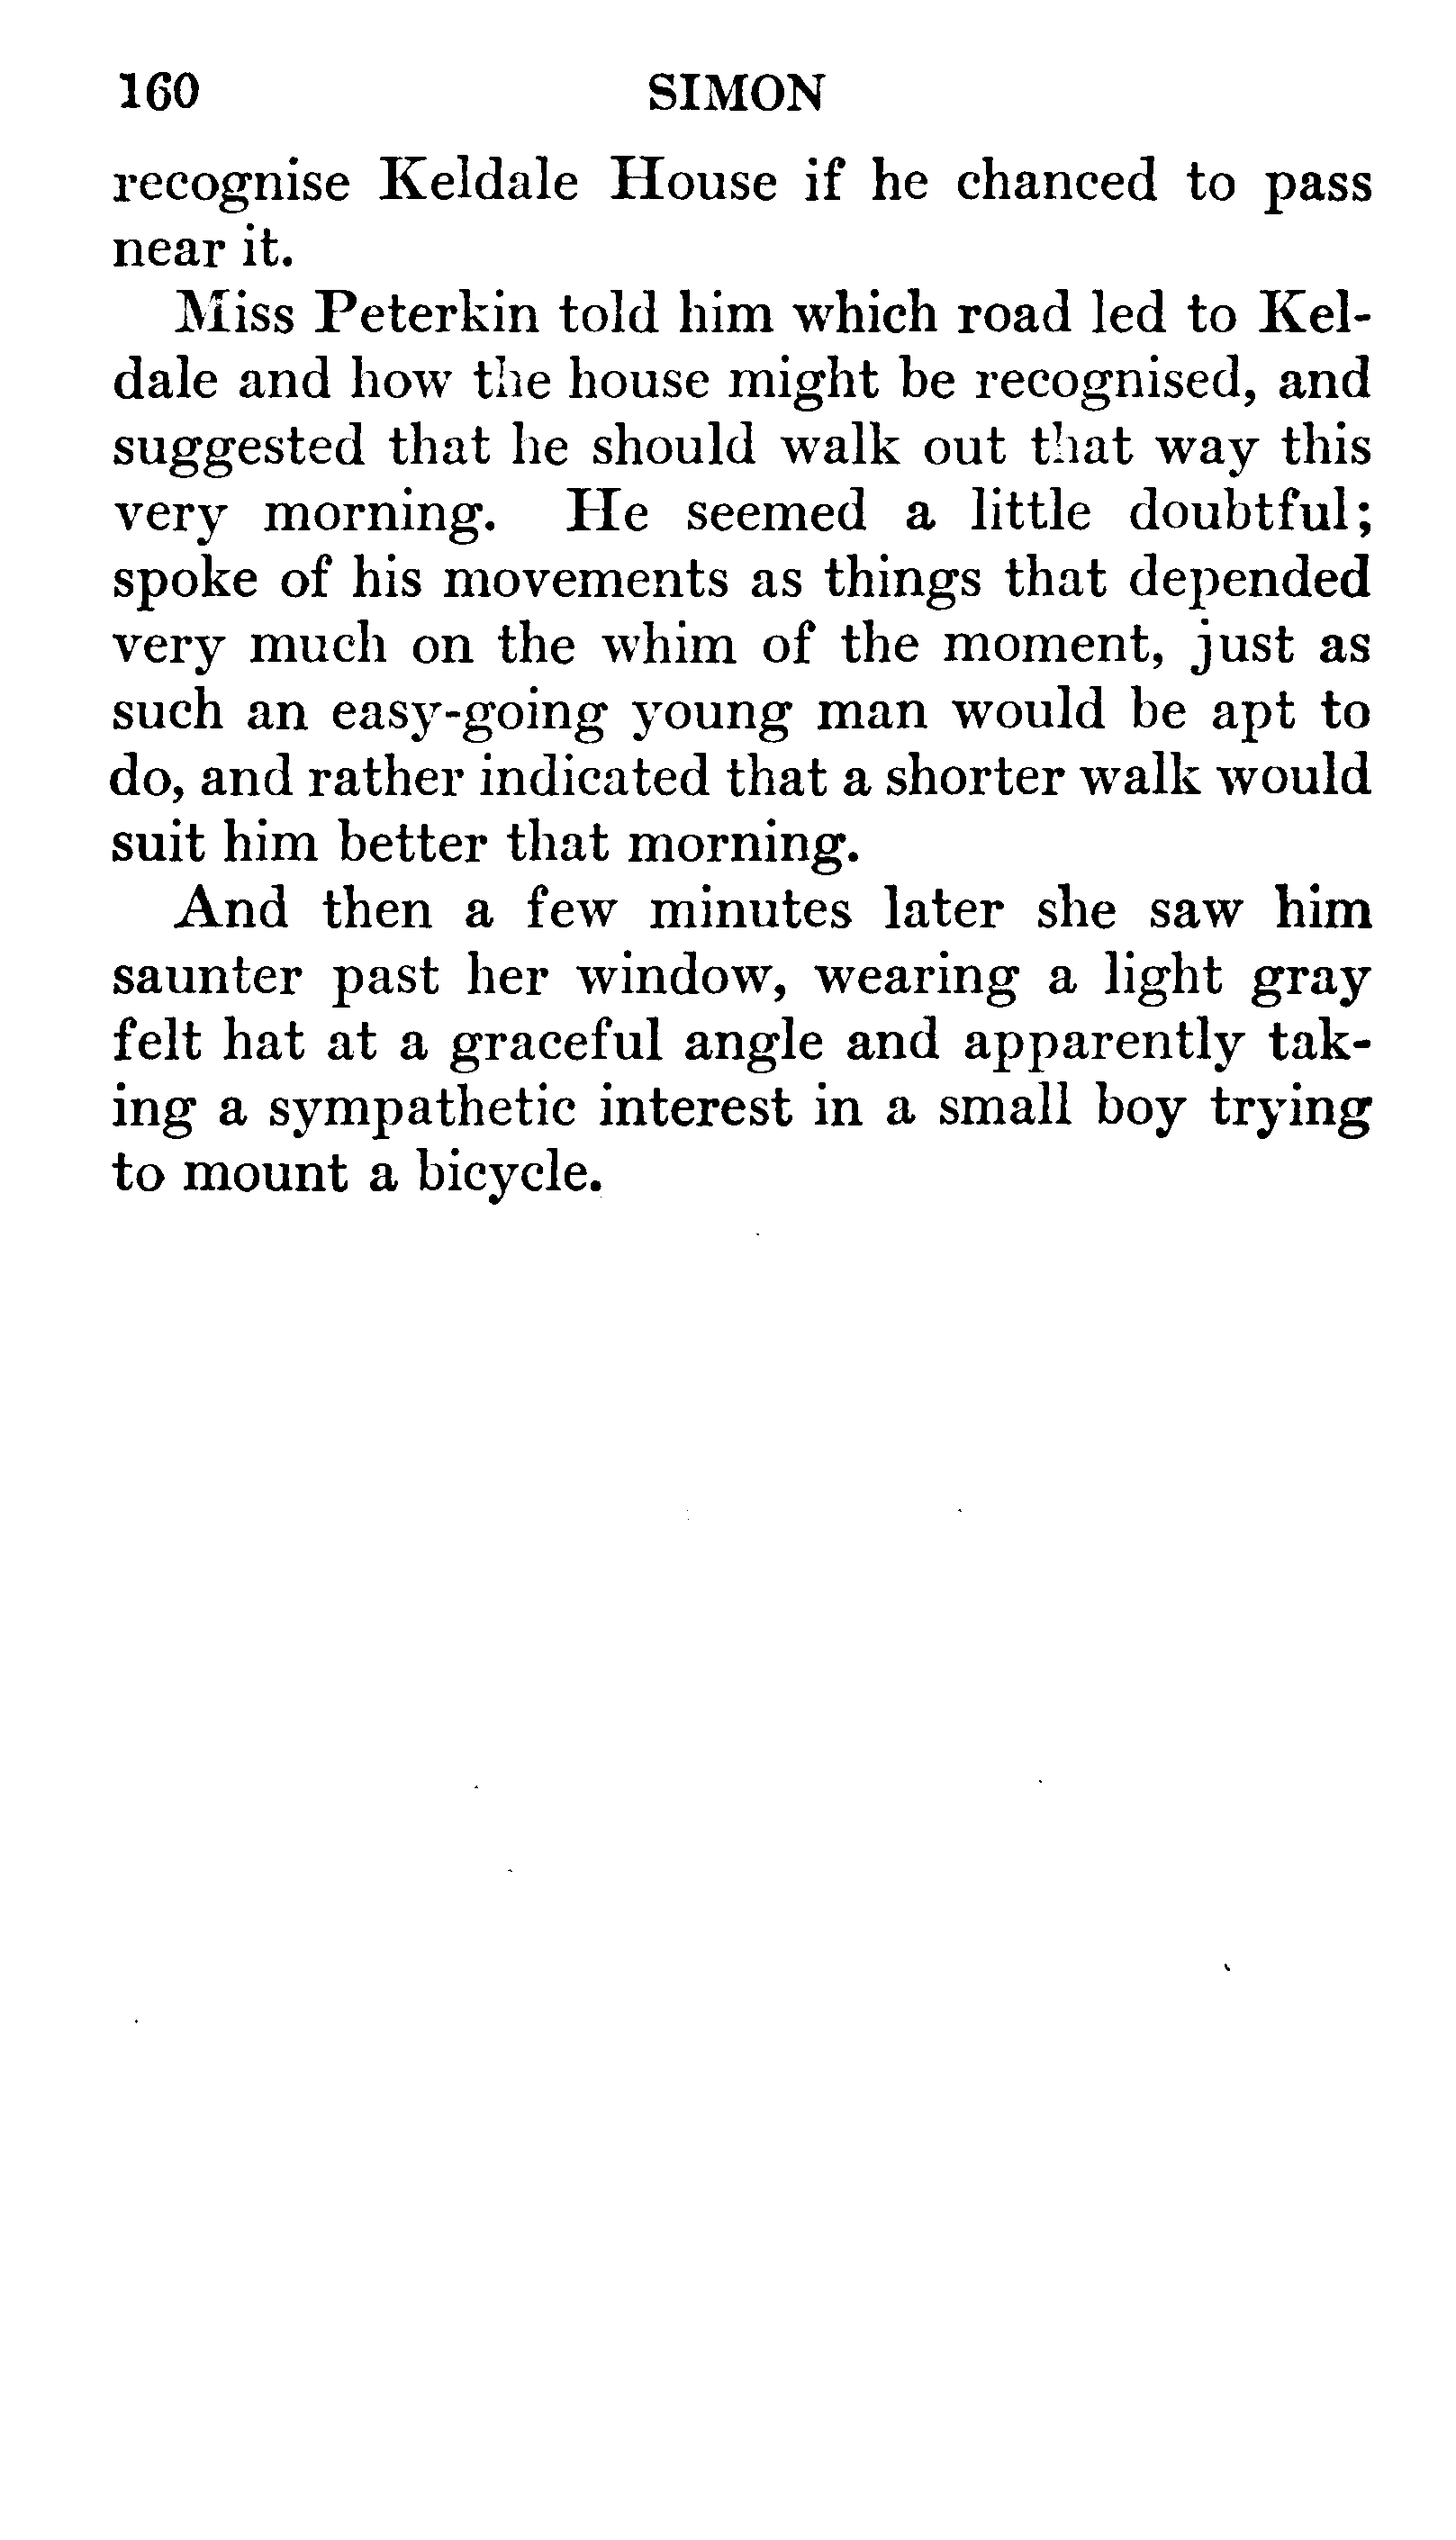 160 SIMON
recognise Keldale House if he chanced to pass
near it.
Miss Peterkin told him which road led to Kel-
dale and how the house might be recognised, and
suggested that he should walk out that way this
very morning. He seemed a little doubtful;
spoke of his movements as things that depended
very much on the whim of the moment, just as
such an easy-going young man would be apt to
do, and rather indicated that a shorter walk would
suit him better that morning.
And then a few minutes later she saw him
saunter past her window, wearing a light gray
felt hat at a graceful angle and apparently tak-
ing a sympathetic interest in a small boy trying
to mount a bicycle.